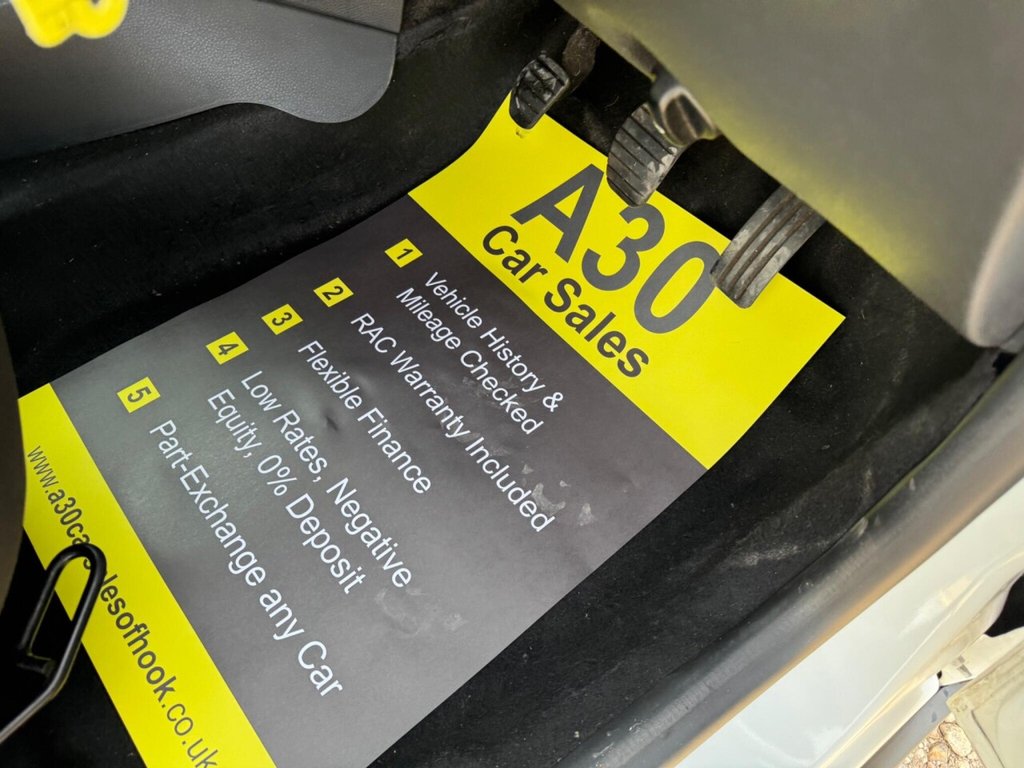 A30
Car Sales
1 Vehicle History &
Mileage Checked
2 RAC Warranty Included
3 Flexible Finance
4 Low Rates, Negative
Equity, 0% Deposit
5 Part-Exchange any Car
www.a30carsalesofhook.co.uk